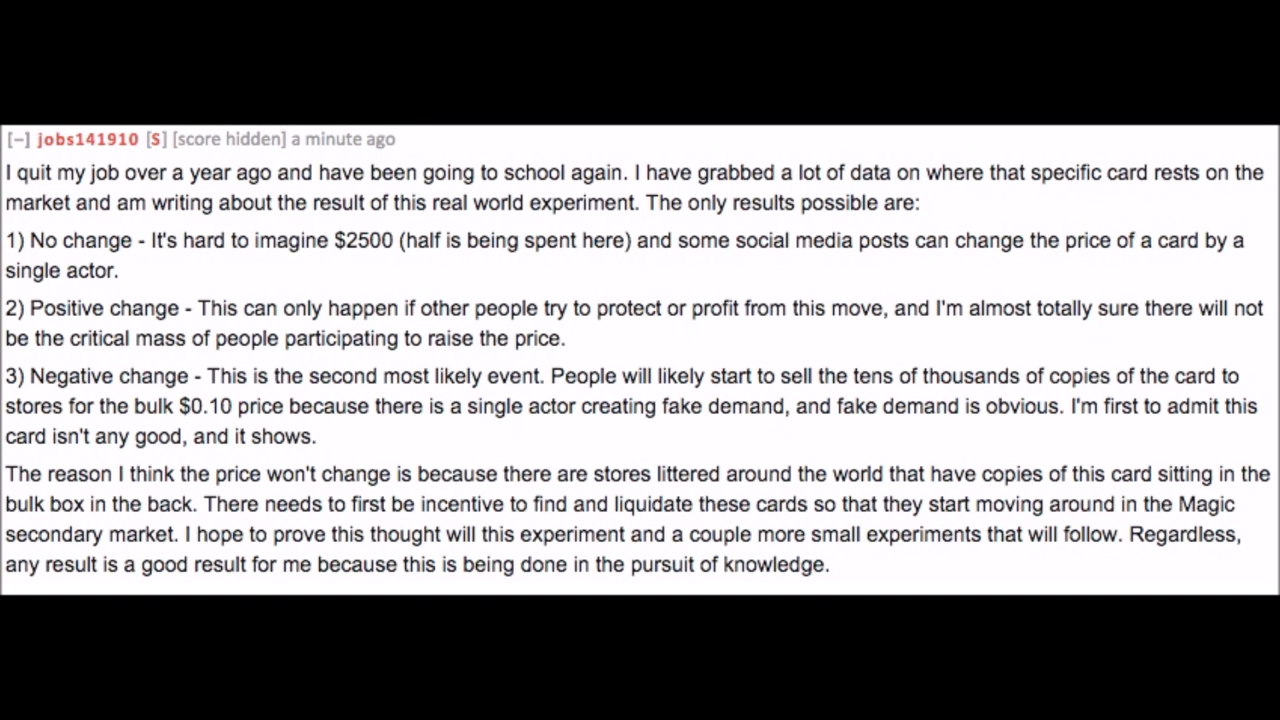 [–] jobs141910 [S] [score hidden] a minute ago
I quit my job over a year ago and have been going to school again. I have grabbed a lot of data on where that specific card rests on the
market and am writing about the result of this real world experiment. The only results possible are:
1) No change - It's hard to imagine $2500 (half is being spent here) and some social media posts can change the price of a card by a
single actor.
2) Positive change - This can only happen if other people try to protect or profit from this move, and I'm almost totally sure there will not
be the critical mass of people participating to raise the price.
3) Negative change - This is the second most likely event. People will likely start to sell the tens of thousands of copies of the card to
stores for the bulk $0.10 price because there is a single actor creating fake demand, and fake demand is obvious. I'm first to admit this
card isn't any good, and it shows.
The reason I think the price won't change is because there are stores littered around the world that have copies of this card sitting in the
bulk box in the back. There needs to first be incentive to find and liquidate these cards so that they start moving around in the Magic
secondary market. I hope to prove this thought will this experiment and a couple more small experiments that will follow. Regardless,
any result is a good result for me because this is being done in the pursuit of knowledge.